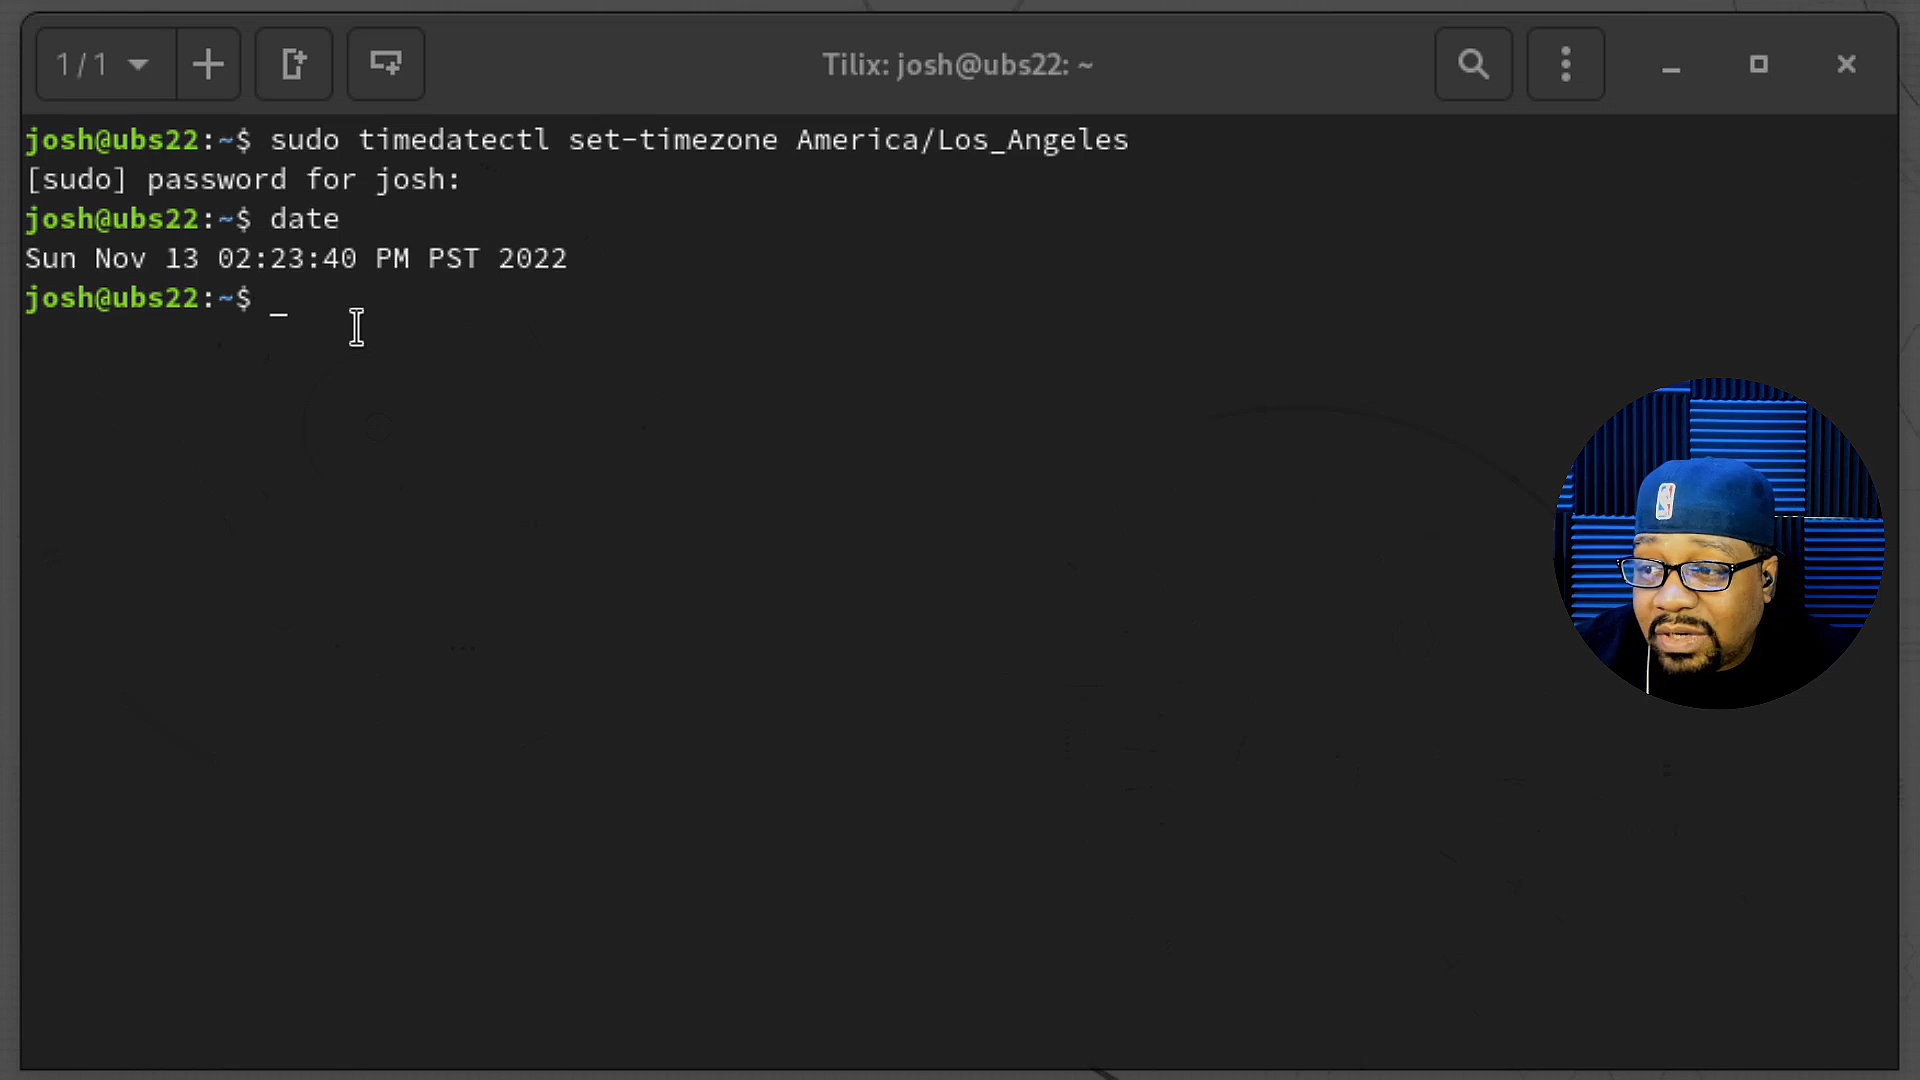 1 / 1
Tilix: josh@ubs22: ~
josh@ubs22:~$ sudo timedatectl set-timezone America/Los_Angeles
[sudo] password for josh:
josh@ubs22:~$ date
Sun Nov 13 02:23:40 PM PST 2022
josh@ubs22:~$ _